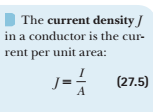 The current density J
in a conductor is the cur-
rent per unit area:
J = I/A (27.5)